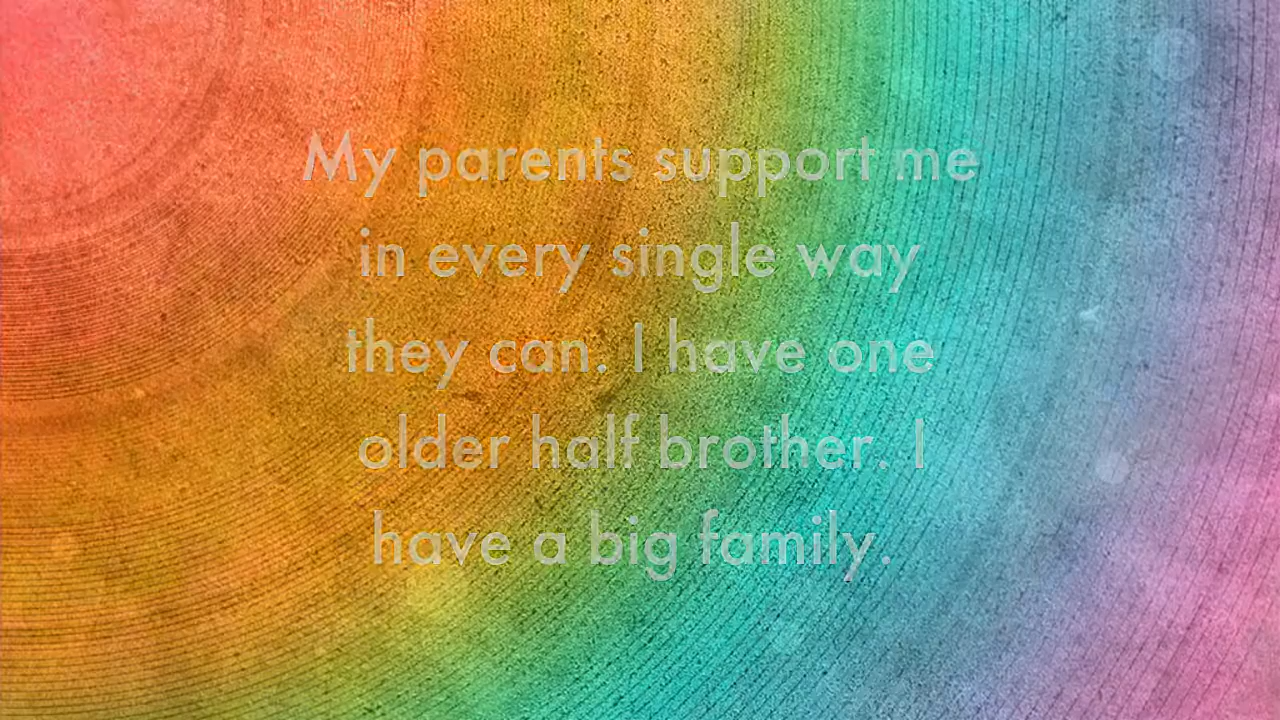 My parents support me
in every single way
they can. I have one
older half brother. I
have a big family.